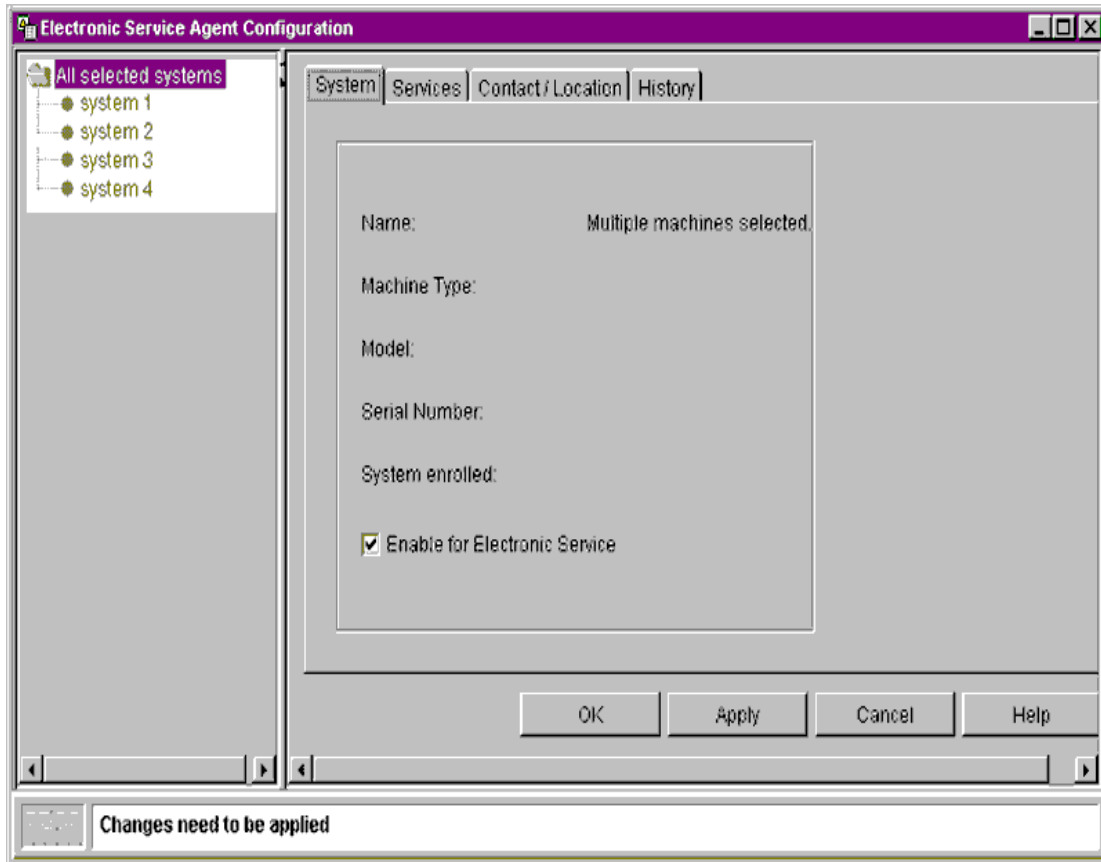 Electronic Service Agent Configuration
All selected systems
system 1
system 2
system 3
system 4
System Services Contact / Location History
Name: Multiple machines selected.
Machine Type:
Model:
Serial Number:
System enrolled:
Enable for Electronic Service
OK Apply Cancel Help
Changes need to be applied